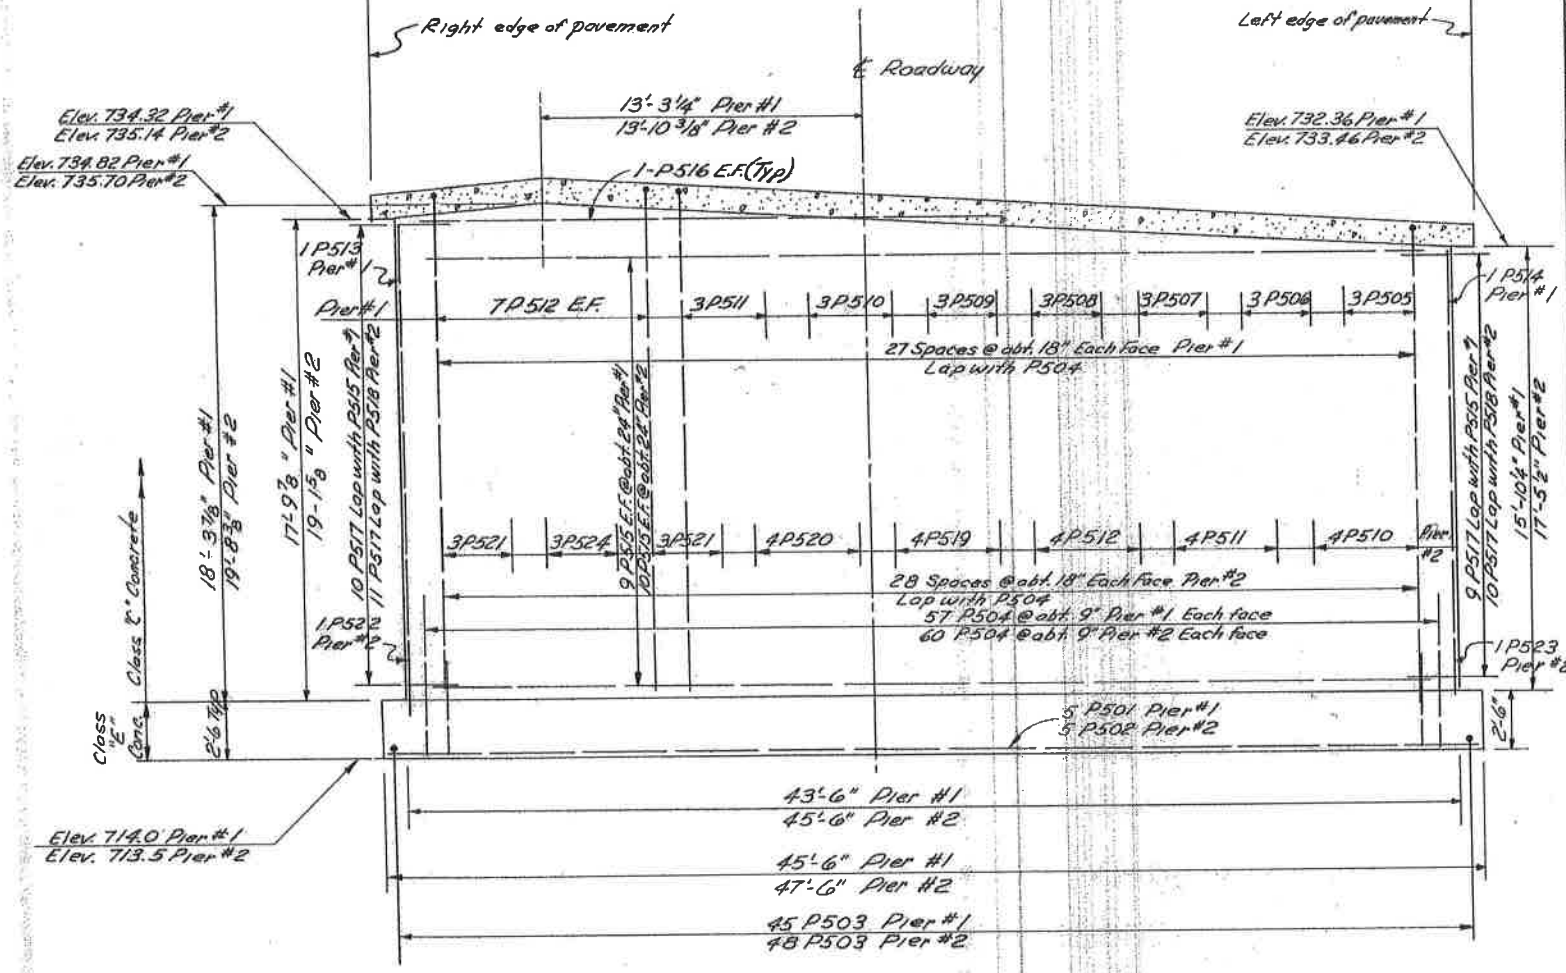 Right edge of pavement
Left edge of pavement
℄ Roadway
13'-3 1/4" Pier #1
13'-10 3/8" Pier #2
Elev. 734.32 Pier #1
Elev. 735.14 Pier #2
Elev. 734.82 Pier #1
Elev. 735.70 Pier #2
Elev. 732.36 Pier #1
Elev. 733.46 Pier #2
1-P516 E.F. (Typ)
1 P513
Pier #1
1 P514
Pier #1
Pier #1
7 P512 E.F.
3 P511
3 P510
3 P509
3 P508
3 P507
3 P506
3 P505
27 Spaces @ abt. 18" Each Face Pier #1
Lap with P504
18'-3 7/8" Pier #1
19'-8 3/8" Pier #2
17'-9 7/8" Pier #1
19'-1 5/8" Pier #2
10 P517 Lap with P515 Pier #1
11 P517 Lap with P518 Pier #2
9 P515 E.F. @ abt. 24" Pier #1
10 P515 E.F. @ abt. 24" Pier #2
9 P517 Lap with P515 Pier #1
10 P517 Lap with P518 Pier #2
15'-10 1/4" Pier #1
17'-5 1/2" Pier #2
3 P521
3 P524
3 P521
4 P520
4 P519
4 P512
4 P511
4 P510
Pier
#2
28 Spaces @ abt. 18" Each Face Pier #2
Lap with P504
57 P504 @ abt. 9" Pier #1 Each face
60 P504 @ abt. 9" Pier #2 Each face
1 P522
Pier #2
1 P523
Pier #2
Class "C" Concrete
Class
"E"
Conc.
2'-6 Typ
2'-6"
5 P501 Pier #1
5 P502 Pier #2
Elev. 714.0 Pier #1
Elev. 713.5 Pier #2
43'-6" Pier #1
45'-6" Pier #2
45'-6" Pier #1
47'-6" Pier #2
45 P503 Pier #1
48 P503 Pier #2